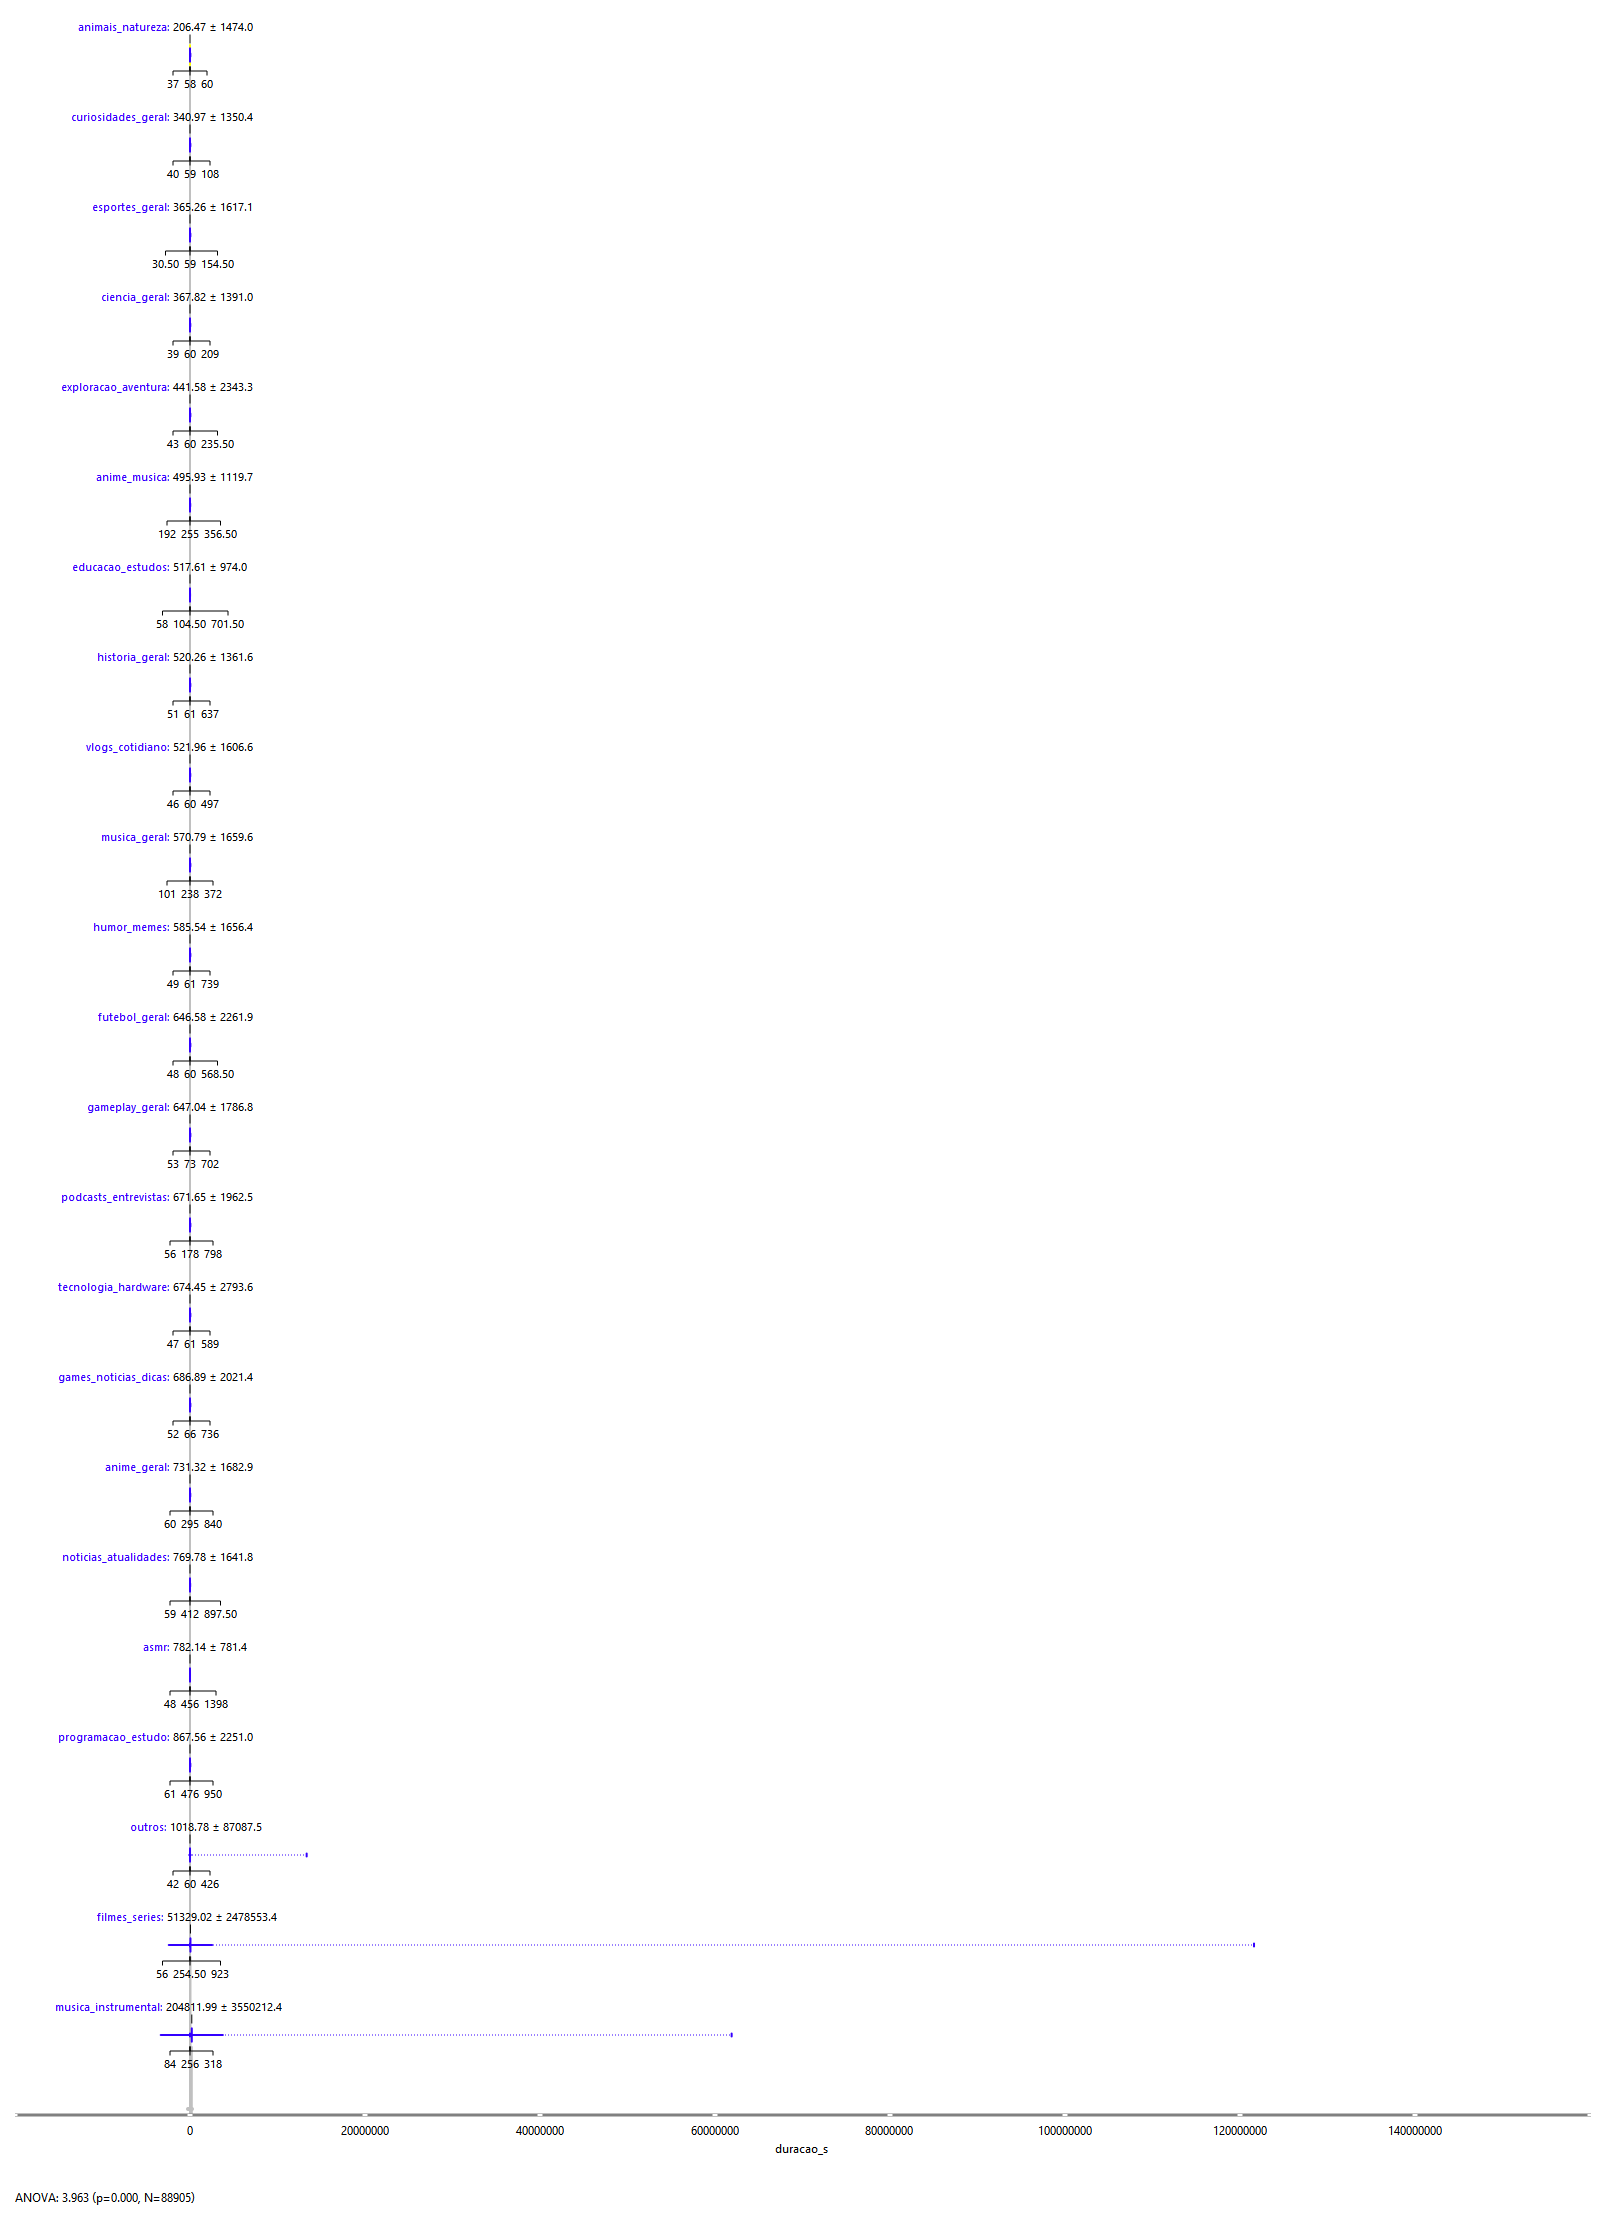 animais_natureza: 206.47 ± 1474.0
37 58 60
curiosidades_geral: 340.97 ± 1350.4
40 59 108
esportes_geral: 365.26 ± 1617.1
30.50 59 154.50
ciencia_geral: 367.82 ± 1391.0
39 60 209
exploracao_aventura: 441.58 ± 2343.3
43 60 235.50
anime_musica: 495.93 ± 1119.7
192 255 356.50
educacao_estudos: 517.61 ± 974.0
58 104.50 701.50
historia_geral: 520.26 ± 1361.6
51 61 637
vlogs_cotidiano: 521.96 ± 1606.6
46 60 497
musica_geral: 570.79 ± 1659.6
101 238 372
humor_memes: 585.54 ± 1656.4
49 61 739
futebol_geral: 646.58 ± 2261.9
48 60 568.50
gameplay_geral: 647.04 ± 1786.8
53 73 702
podcasts_entrevistas: 671.65 ± 1962.5
56 178 798
tecnologia_hardware: 674.45 ± 2793.6
47 61 589
games_noticias_dicas: 686.89 ± 2021.4
52 66 736
anime_geral: 731.32 ± 1682.9
60 295 840
noticias_atualidades: 769.78 ± 1641.8
59 412 897.50
asmr: 782.14 ± 781.4
48 456 1398
programacao_estudo: 867.56 ± 2251.0
61 476 950
outros: 1018.78 ± 87087.5
42 60 426
filmes_series: 51329.02 ± 2478553.4
56 254.50 923
musica_instrumental: 204811.99 ± 3550212.4
84 256 318
0 20000000 40000000 60000000 80000000 100000000 120000000 140000000
duracao_s
ANOVA: 3.963 (p=0.000, N=88905)